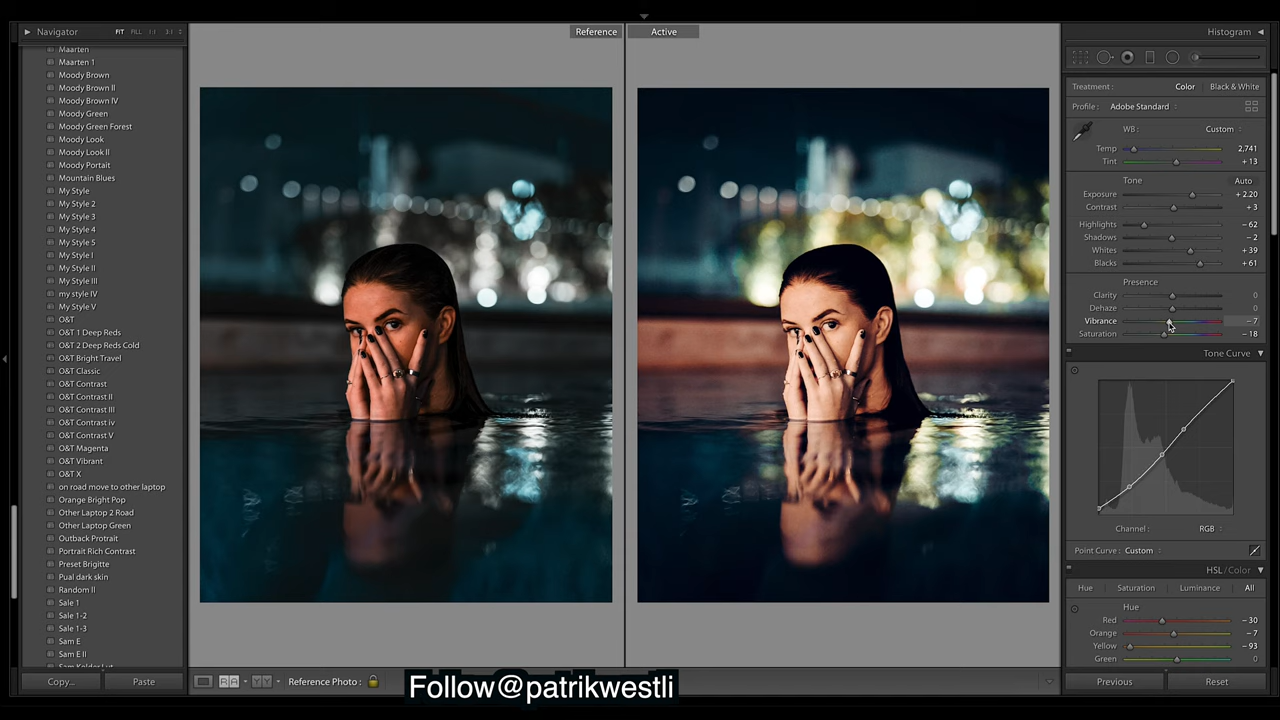 Navigator
FIT FILL 1:1 3:1
Maarten
Maarten 1
Moody Brown
Moody Brown II
Moody Brown IV
Moody Green
Moody Green Forest
Moody Look
Moody Look II
Moody Portait
Mountain Blues
My Style
My Style 2
My Style 3
My Style 4
My Style 5
My Style I
My Style II
My Style III
my style IV
My Style V
O&T
O&T 1 Deep Reds
O&T 2 Deep Reds Cold
O&T Bright Travel
O&T Classic
O&T Contrast
O&T Contrast II
O&T Contrast III
O&T Contrast iv
O&T Contrast V
O&T Magenta
O&T Vibrant
O&T X
on road move to other laptop
Orange Bright Pop
Other Laptop 2 Road
Other Laptop Green
Outback Protrait
Portrait Rich Contrast
Preset Brigitte
Pual dark skin
Random II
Sale 1
Sale 1-2
Sale 1-3
Sam E
Sam E II
Sam Kolder Lut
Copy... Paste
Reference
Active
Reference Photo :
Follow@patrikwestli
Histogram
Treatment : Color Black & White
Profile : Adobe Standard
WB : Custom
Temp 2,741
Tint + 13
Tone Auto
Exposure + 2.20
Contrast + 3
Highlights − 62
Shadows − 2
Whites + 39
Blacks + 61
Presence
Clarity 0
Dehaze 0
Vibrance − 7
Saturation − 18
Tone Curve
Channel : RGB
Point Curve : Custom
HSL / Color
Hue Saturation Luminance All
Hue
Red − 30
Orange − 7
Yellow − 93
Green 0
Previous Reset